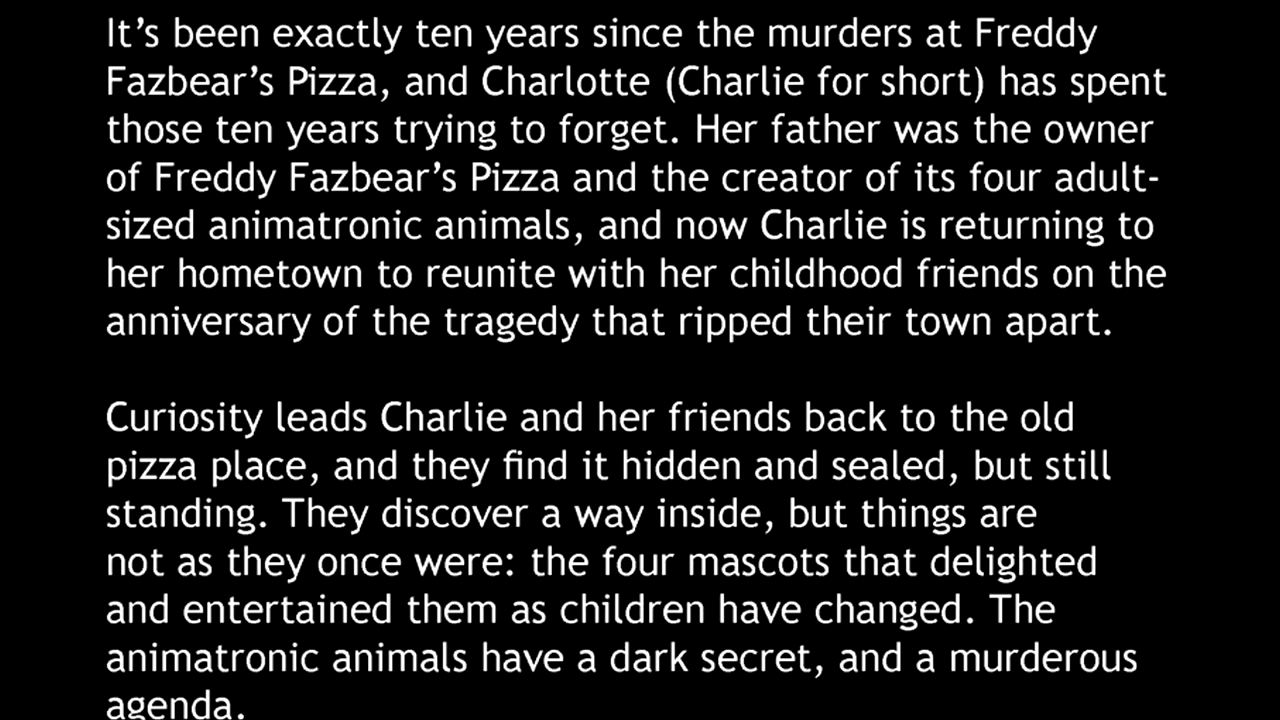 It’s been exactly ten years since the murders at Freddy
Fazbear’s Pizza, and Charlotte (Charlie for short) has spent
those ten years trying to forget. Her father was the owner
of Freddy Fazbear’s Pizza and the creator of its four adult-
sized animatronic animals, and now Charlie is returning to
her hometown to reunite with her childhood friends on the
anniversary of the tragedy that ripped their town apart.

Curiosity leads Charlie and her friends back to the old
pizza place, and they find it hidden and sealed, but still
standing. They discover a way inside, but things are
not as they once were: the four mascots that delighted
and entertained them as children have changed. The
animatronic animals have a dark secret, and a murderous
agenda.